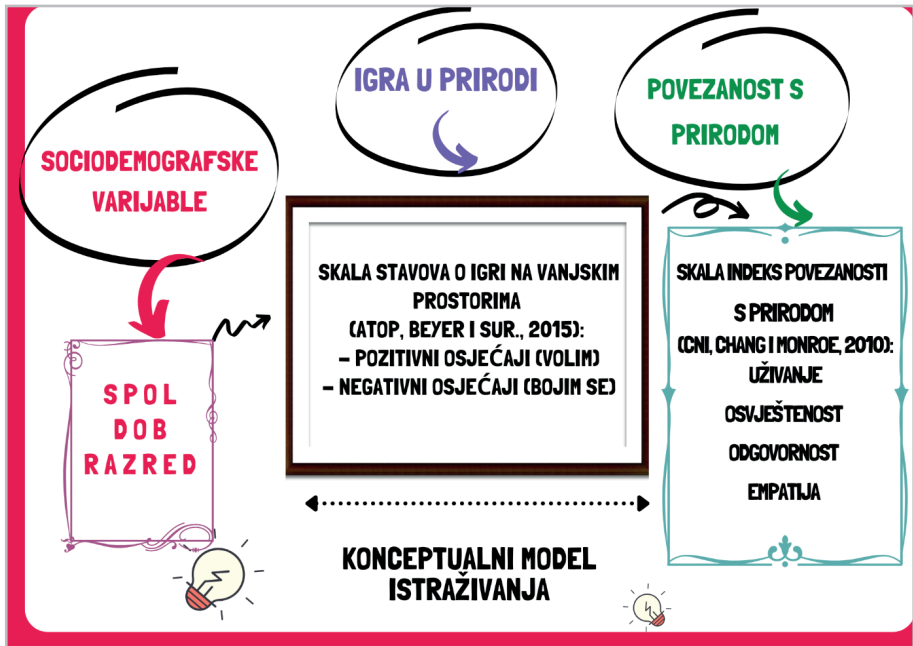 SOCIODEMOGRAFSKE
VARIJABLE
SPOL
DOB
RAZRED
IGRA U PRIRODI
SKALA STAVOVA O IGRI NA VANJSKIM
PROSTORIMA
(ATOP, BEYER I SUR., 2015):
– POZITIVNI OSJEĆAJI (VOLIM)
– NEGATIVNI OSJEĆAJI (BOJIM SE)
POVEZANOST S
PRIRODOM
SKALA INDEKS POVEZANOSTI
S PRIRODOM
(CNI, CHANG I MONROE, 2010):
UŽIVANJE
OSVJEŠTENOST
ODGOVORNOST
EMPATIJA
KONCEPTUALNI MODEL
ISTRAŽIVANJA